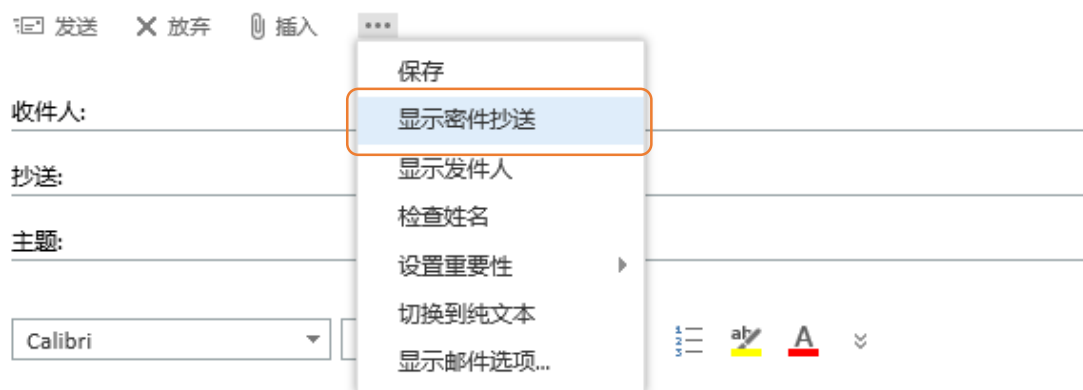 发送 放弃 插入 •••
保存
收件人:
显示密件抄送
抄送:
显示发件人
检查姓名
主题:
设置重要性
切换到纯文本
Calibri
显示邮件选项...